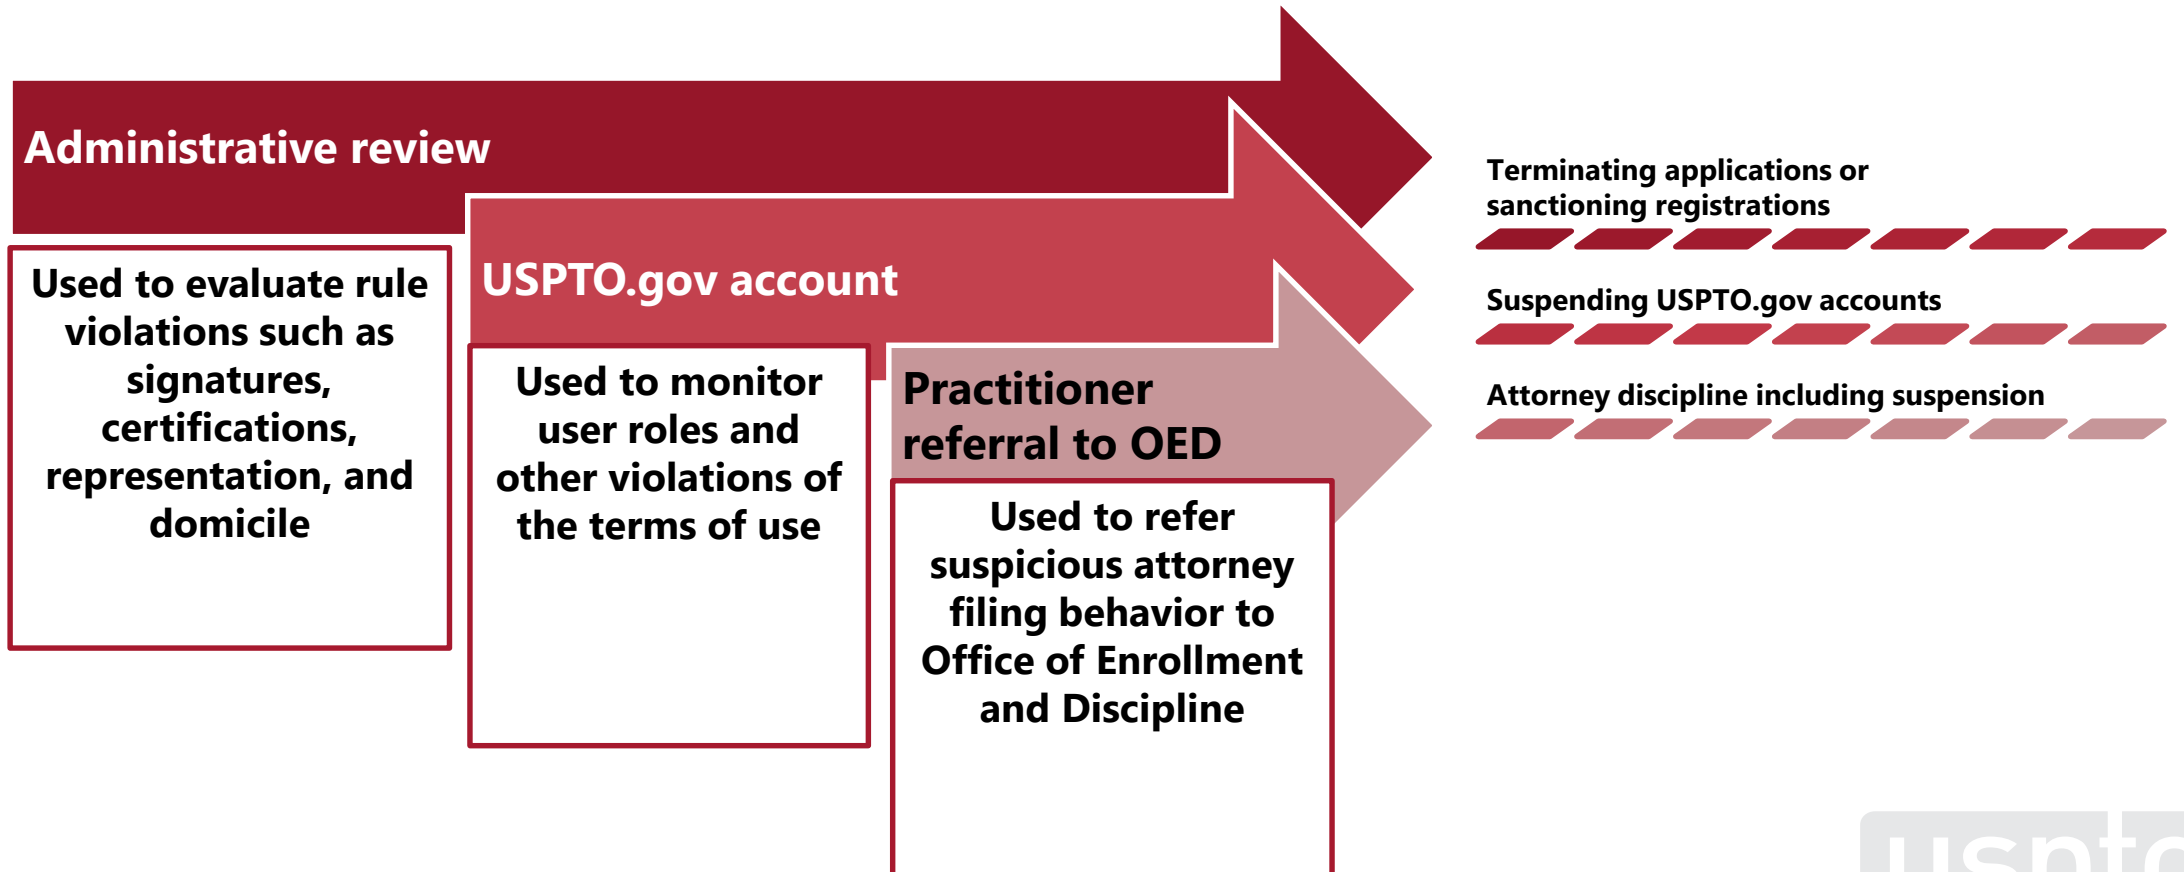 Administrative review
Used to evaluate rule
violations such as
signatures,
certifications,
representation, and
domicile
USPTO.gov account
Used to monitor
user roles and
other violations of
the terms of use
Practitioner
referral to OED
Used to refer
suspicious attorney
filing behavior to
Office of Enrollment
and Discipline
Terminating applications or
sanctioning registrations
Suspending USPTO.gov accounts
Attorney discipline including suspension
uspto